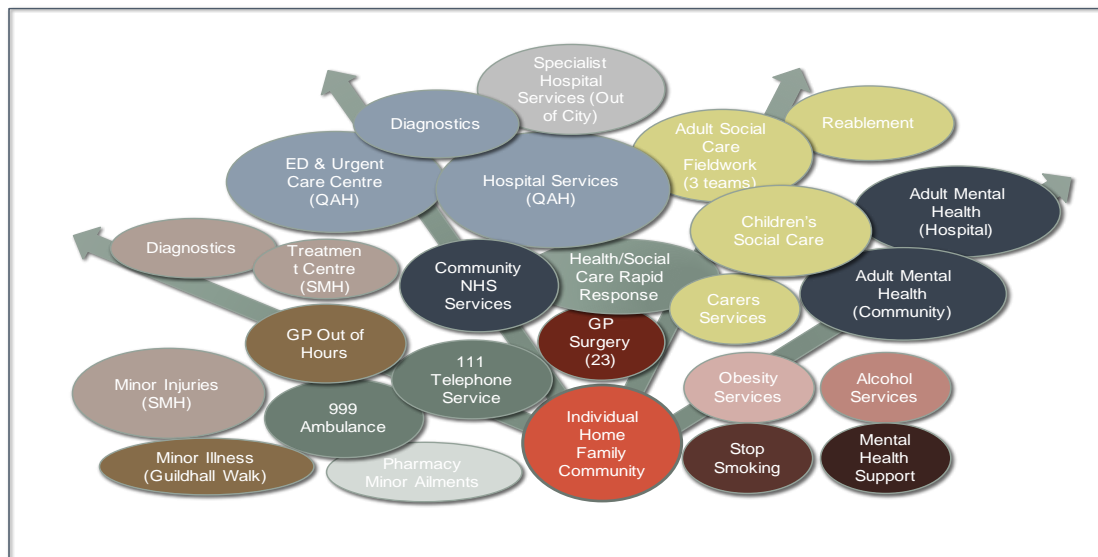 Specialist
Hospital
Services (Out
of City)
Diagnostics
Reablement
Adult Social
Care
Fieldwork
(3 teams)
ED & Urgent
Care Centre
(QAH)
Hospital Services
(QAH)
Adult Mental
Health
(Hospital)
Children's
Social Care
Diagnostics
Treatmen
t Centre
(SMH)
Community
NHS
Services
Health/Social
Care Rapid
Response
Adult Mental
Health
(Community)
Carers
Services
GP Out of
Hours
GP
Surgery
(23)
111
Telephone
Service
Minor Injuries
(SMH)
Obesity
Services
Alcohol
Services
999
Ambulance
Individual
Home
Family
Community
Minor Illness
(Guildhall Walk)
Pharmacy
Minor Ailments
Stop
Smoking
Mental
Health
Support